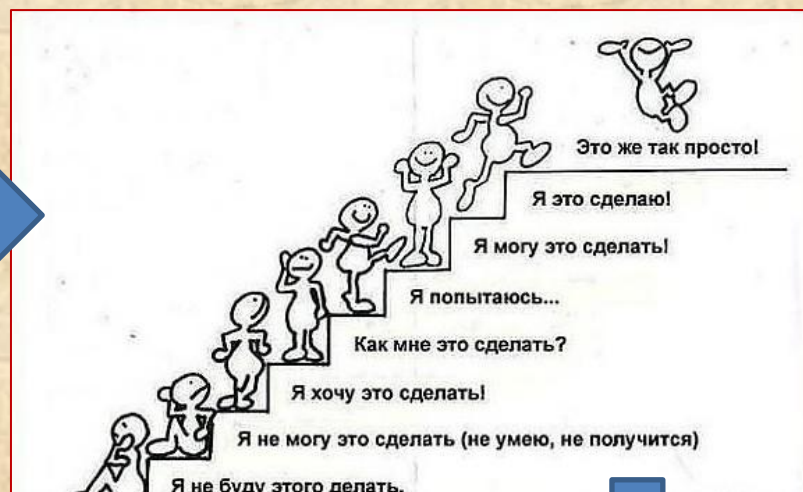 Это же так просто!
Я это сделаю!
Я могу это сделать!
Я попытаюсь...
Как мне это сделать?
Я хочу это сделать!
Я не могу это сделать (не умею, не получится)
Я не буду этого делать.